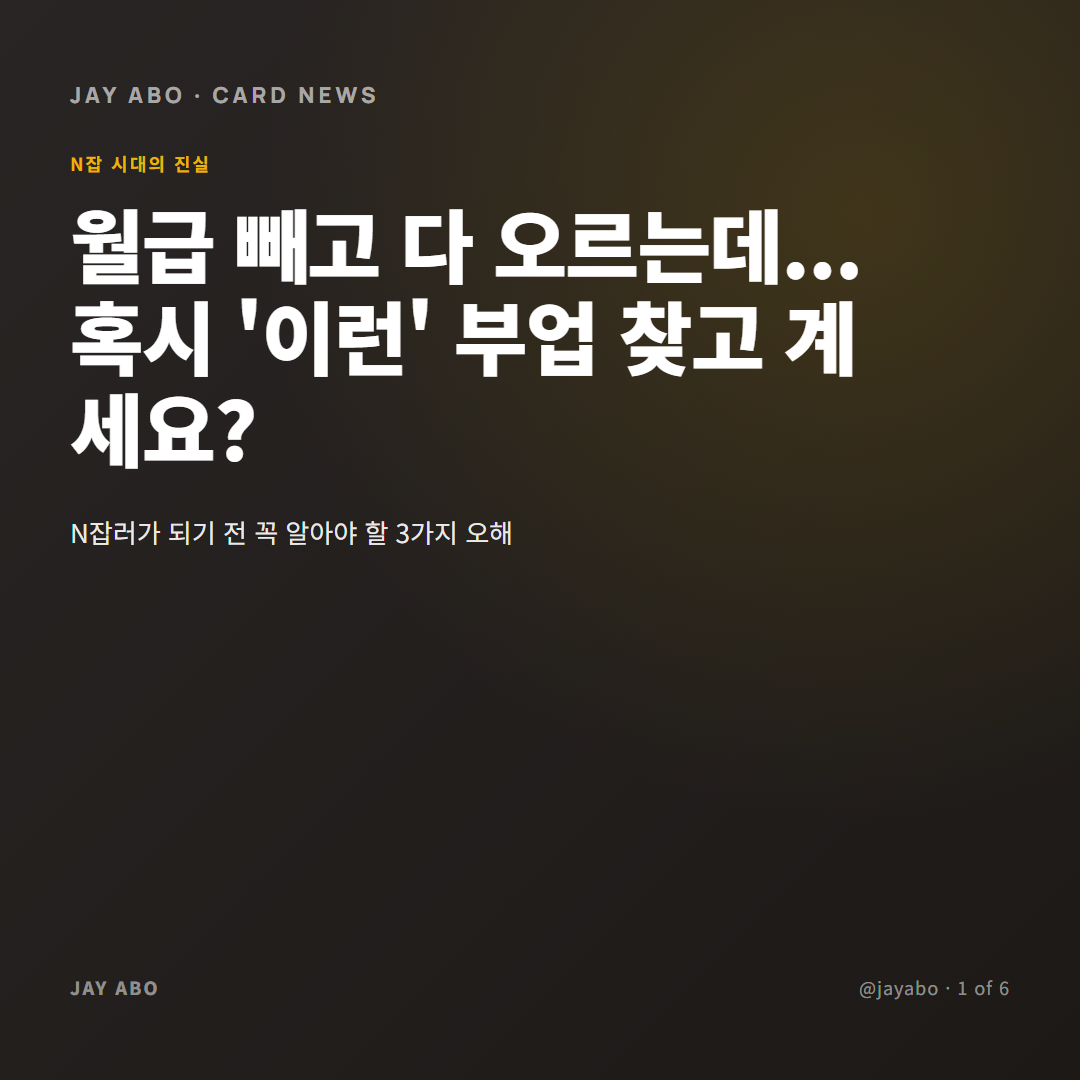 JAY ABO · CARD NEWS
N잡 시대의 진실
월급 빼고 다 오르는데...
혹시 '이런' 부업 찾고 계
세요?
N잡러가 되기 전 꼭 알아야 할 3가지 오해
JAY ABO
@jayabo · 1 of 6